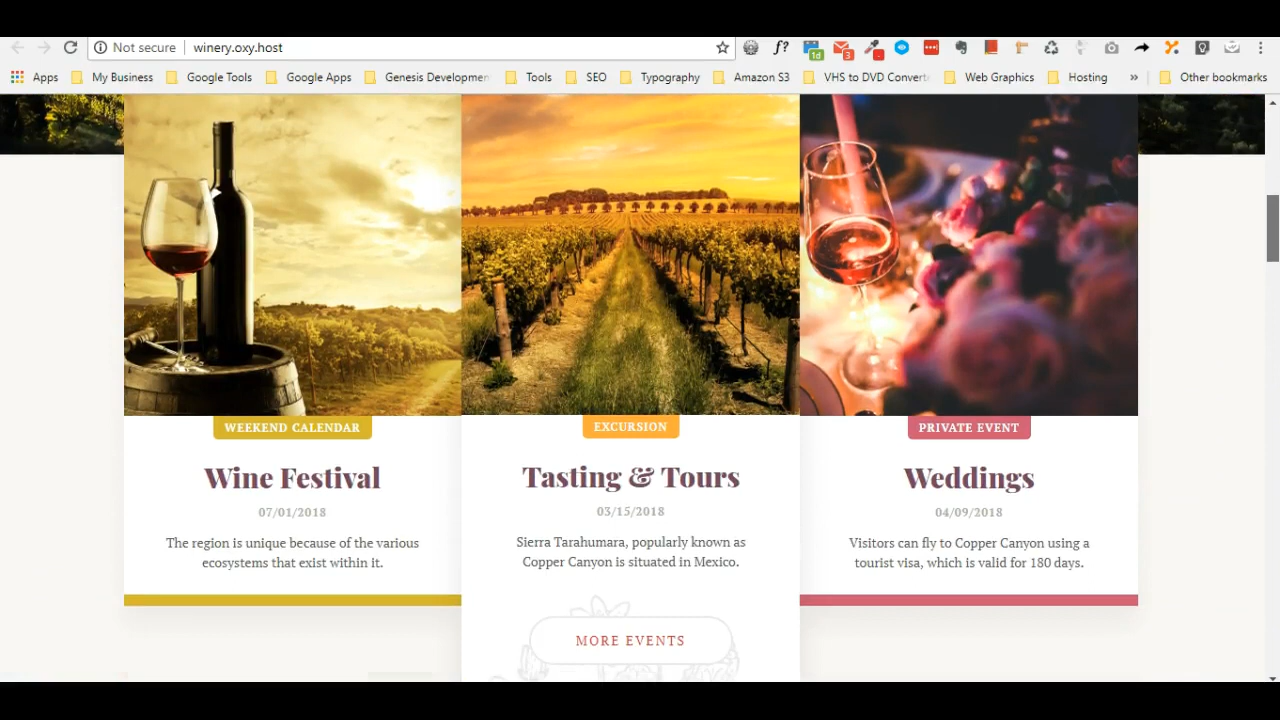 Not secure winery.oxy.host
Apps My Business Google Tools Google Apps Genesis Developmen Tools SEO Typography Amazon S3 VHS to DVD Convert Web Graphics Hosting » Other bookmarks
WEEKEND CALENDAR
Wine Festival
07/01/2018
The region is unique because of the various
ecosystems that exist within it.
EXCURSION
Tasting & Tours
03/15/2018
Sierra Tarahumara, popularly known as
Copper Canyon is situated in Mexico.
MORE EVENTS
PRIVATE EVENT
Weddings
04/09/2018
Visitors can fly to Copper Canyon using a
tourist visa, which is valid for 180 days.